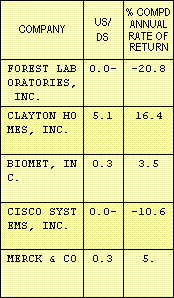 COMPANY US/ DS % COMPD ANNUAL RATE OF RETURN
FOREST LAB 0.0- -20.8
ORATORIES,
INC.
CLAYTON HO 5.1 16.4
MES, INC.
BIOMET, IN 0.3 3.5
C.
CISCO SYST 0.0- -10.6
EMS, INC.
MERCK & CO 0.3 5.